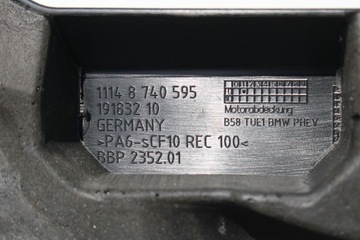 1114 8 740 595
191832 10
GERMANY
>PA6-sCF10 REC 100<
BBP 2352.01
Motorabdeckung
B58 TUE1 BMW PHEV